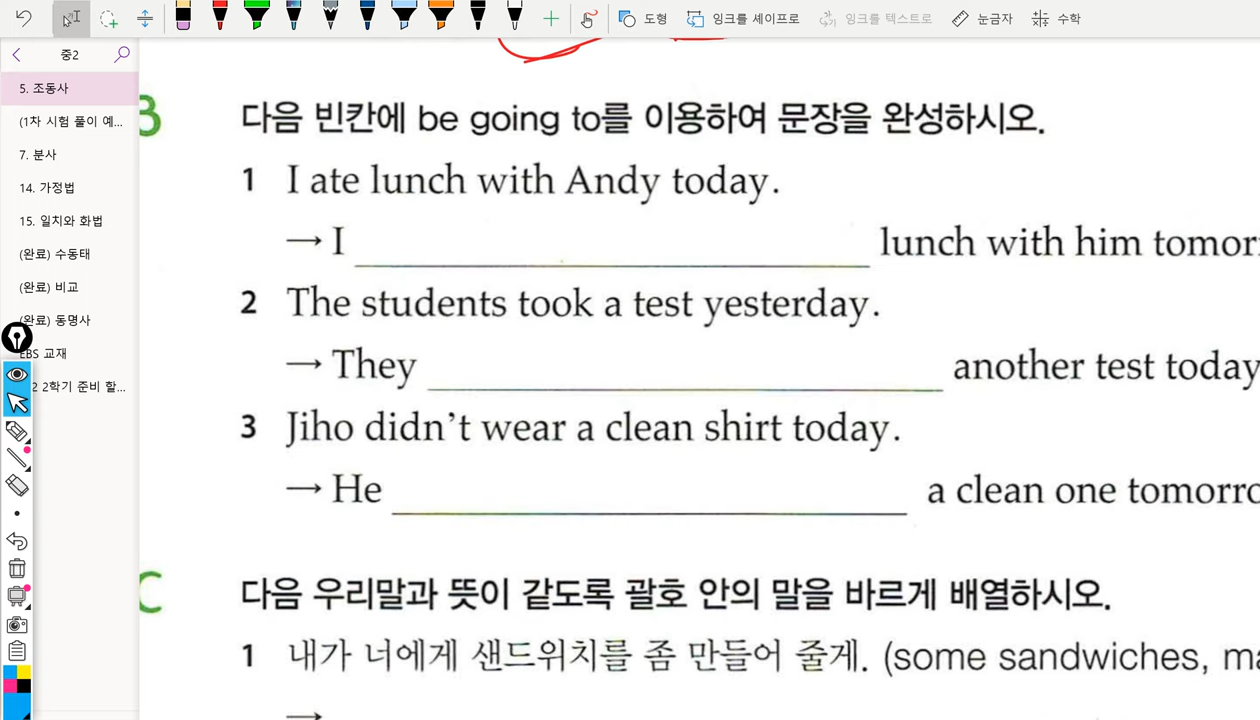 도형
잉크를 셰이프로
잉크를 텍스트로
눈금자
수학
중2
5. 조동사
(1차 시험 풀이 예...
7. 분사
14. 가정법
15. 일치와 화법
(완료) 수동태
(완료) 비교
(완료) 동명사
EBS 교재
2 2학기 준비 할...
B 다음 빈칸에 be going to를 이용하여 문장을 완성하시오.
1 I ate lunch with Andy today.
→ I lunch with him tomor
2 The students took a test yesterday.
→ They another test today
3 Jiho didn't wear a clean shirt today.
→ He a clean one tomorro
C 다음 우리말과 뜻이 같도록 괄호 안의 말을 바르게 배열하시오.
1 내가 너에게 샌드위치를 좀 만들어 줄게. (some sandwiches, ma
→